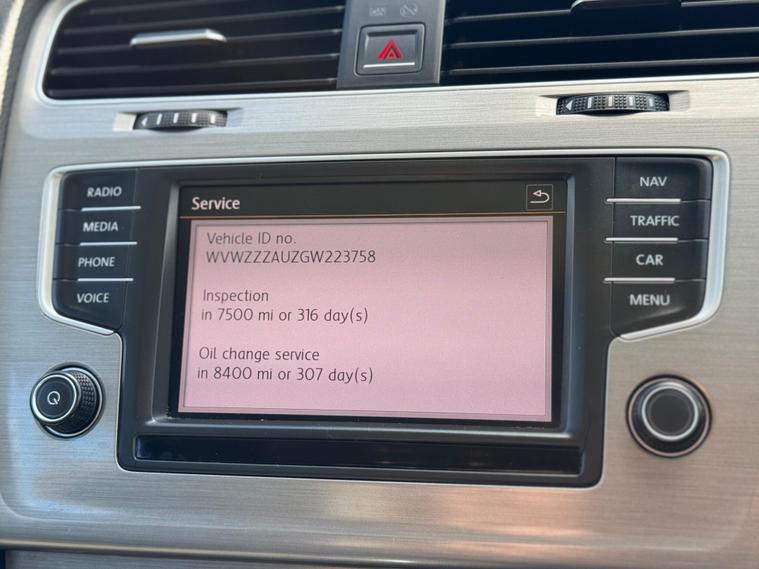 RADIO
MEDIA
PHONE
VOICE
Service
Vehicle ID no.
WVWZZZAUZGW223758
Inspection
in 7500 mi or 316 day(s)
Oil change service
in 8400 mi or 307 day(s)
NAV
TRAFFIC
CAR
MENU